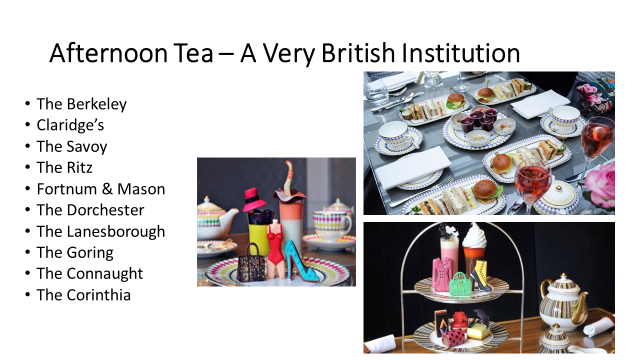 Afternoon Tea – A Very British Institution
• The Berkeley
• Claridge’s
• The Savoy
• The Ritz
• Fortnum & Mason
• The Dorchester
• The Lanesborough
• The Goring
• The Connaught
• The Corinthia